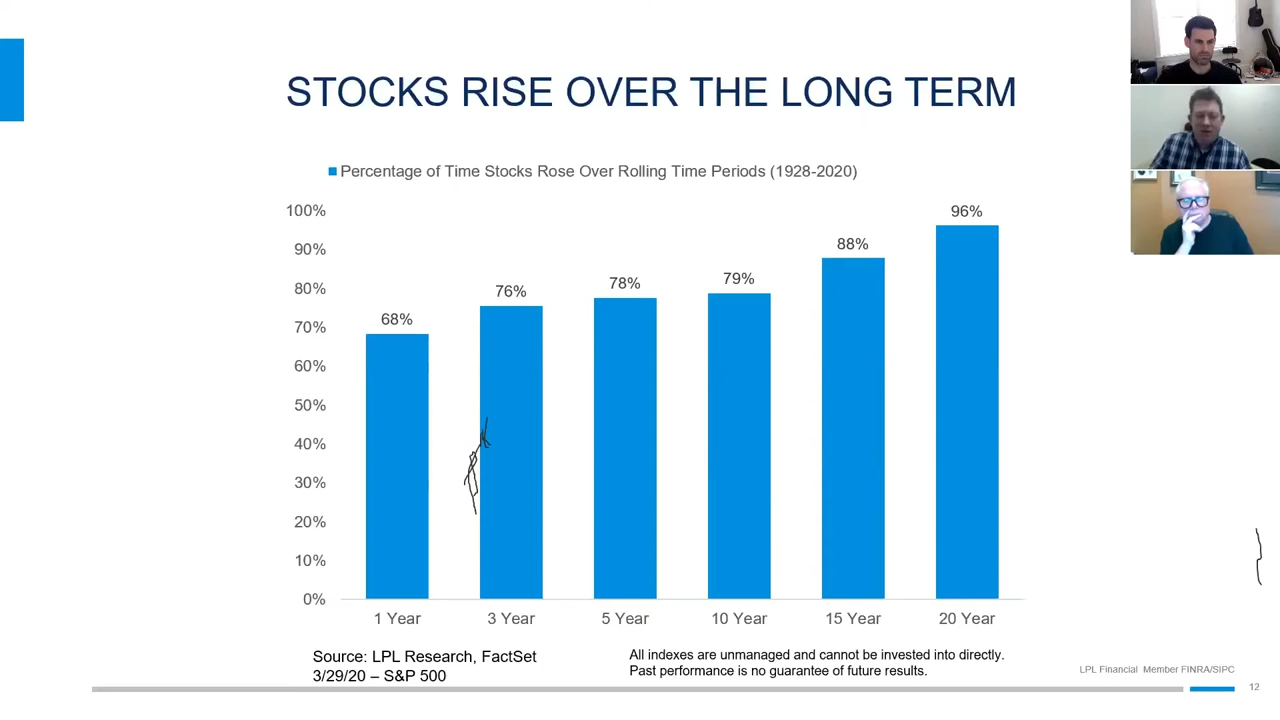 STOCKS RISE OVER THE LONG TERM
Percentage of Time Stocks Rose Over Rolling Time Periods (1928-2020)
100%
90%
80%
70%
60%
50%
40%
30%
20%
10%
0%
68%
76%
78%
79%
88%
96%
1 Year
3 Year
5 Year
10 Year
15 Year
20 Year
Source: LPL Research, FactSet
3/29/20 – S&P 500
All indexes are unmanaged and cannot be invested into directly.
Past performance is no guarantee of future results.
LPL Financial Member FINRA/SIPC
12